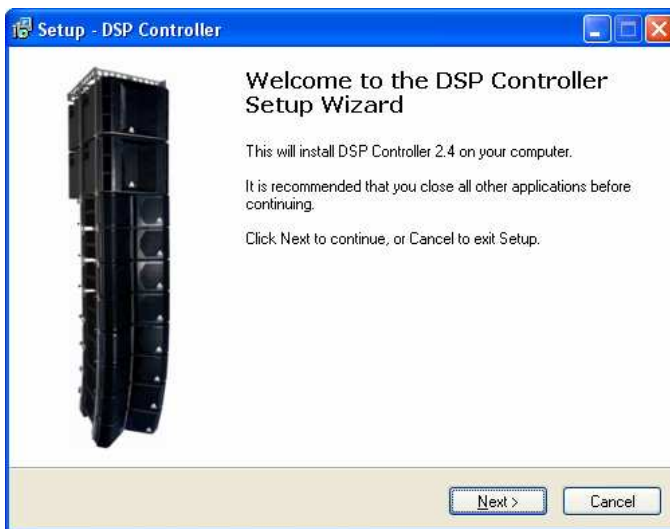 Setup - DSP Controller
Welcome to the DSP Controller
Setup Wizard
This will install DSP Controller 2.4 on your computer.
It is recommended that you close all other applications before
continuing.
Click Next to continue, or Cancel to exit Setup.
Next >
Cancel